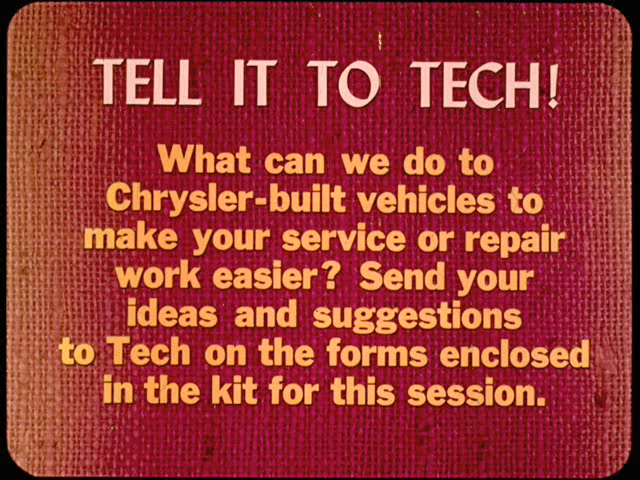 TELL IT TO TECH!
What can we do to
Chrysler-built vehicles to
make your service or repair
work easier? Send your
ideas and suggestions
to Tech on the forms enclosed
in the kit for this session.